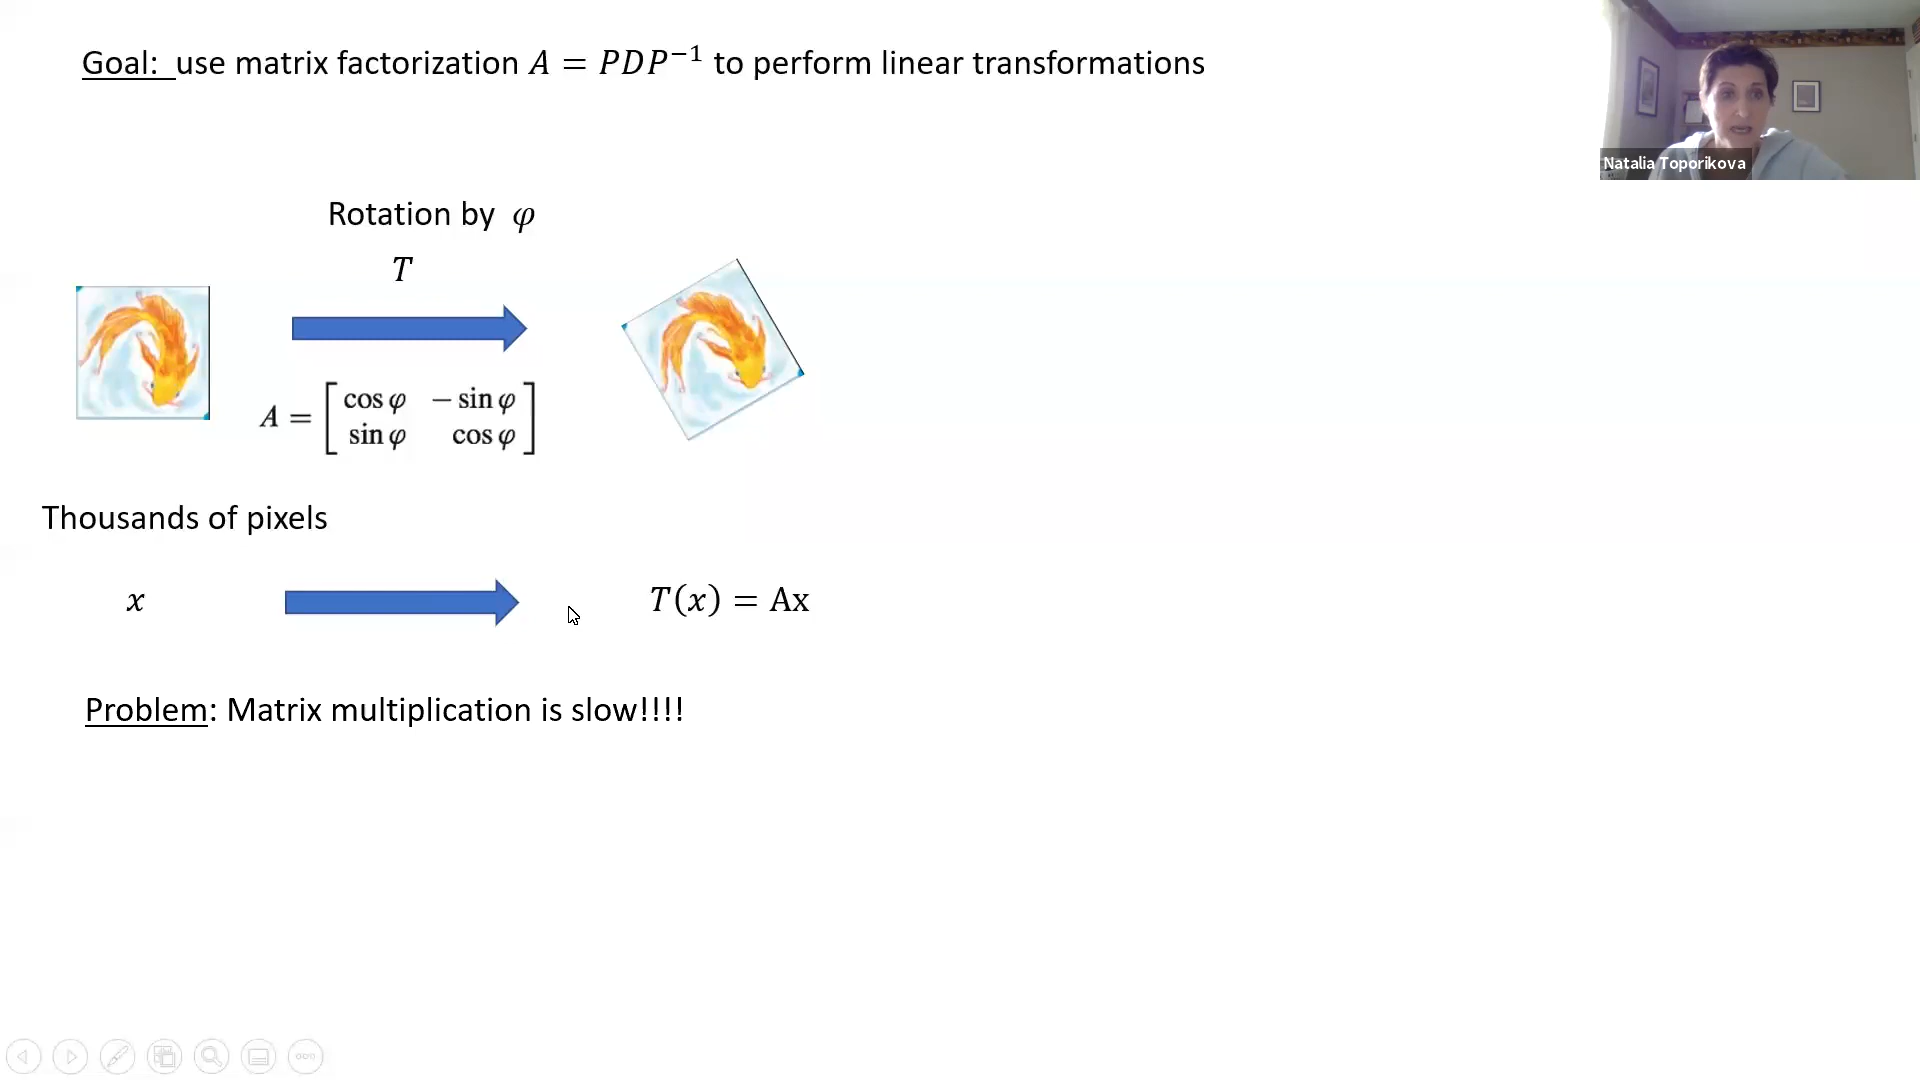 Goal: use matrix factorization A = PDP⁻¹ to perform linear transformations
Natalia Toporikova
Rotation by φ
T
A = [cos φ − sin φ
sin φ cos φ]
Thousands of pixels
x
T(x) = Ax
Problem: Matrix multiplication is slow!!!!